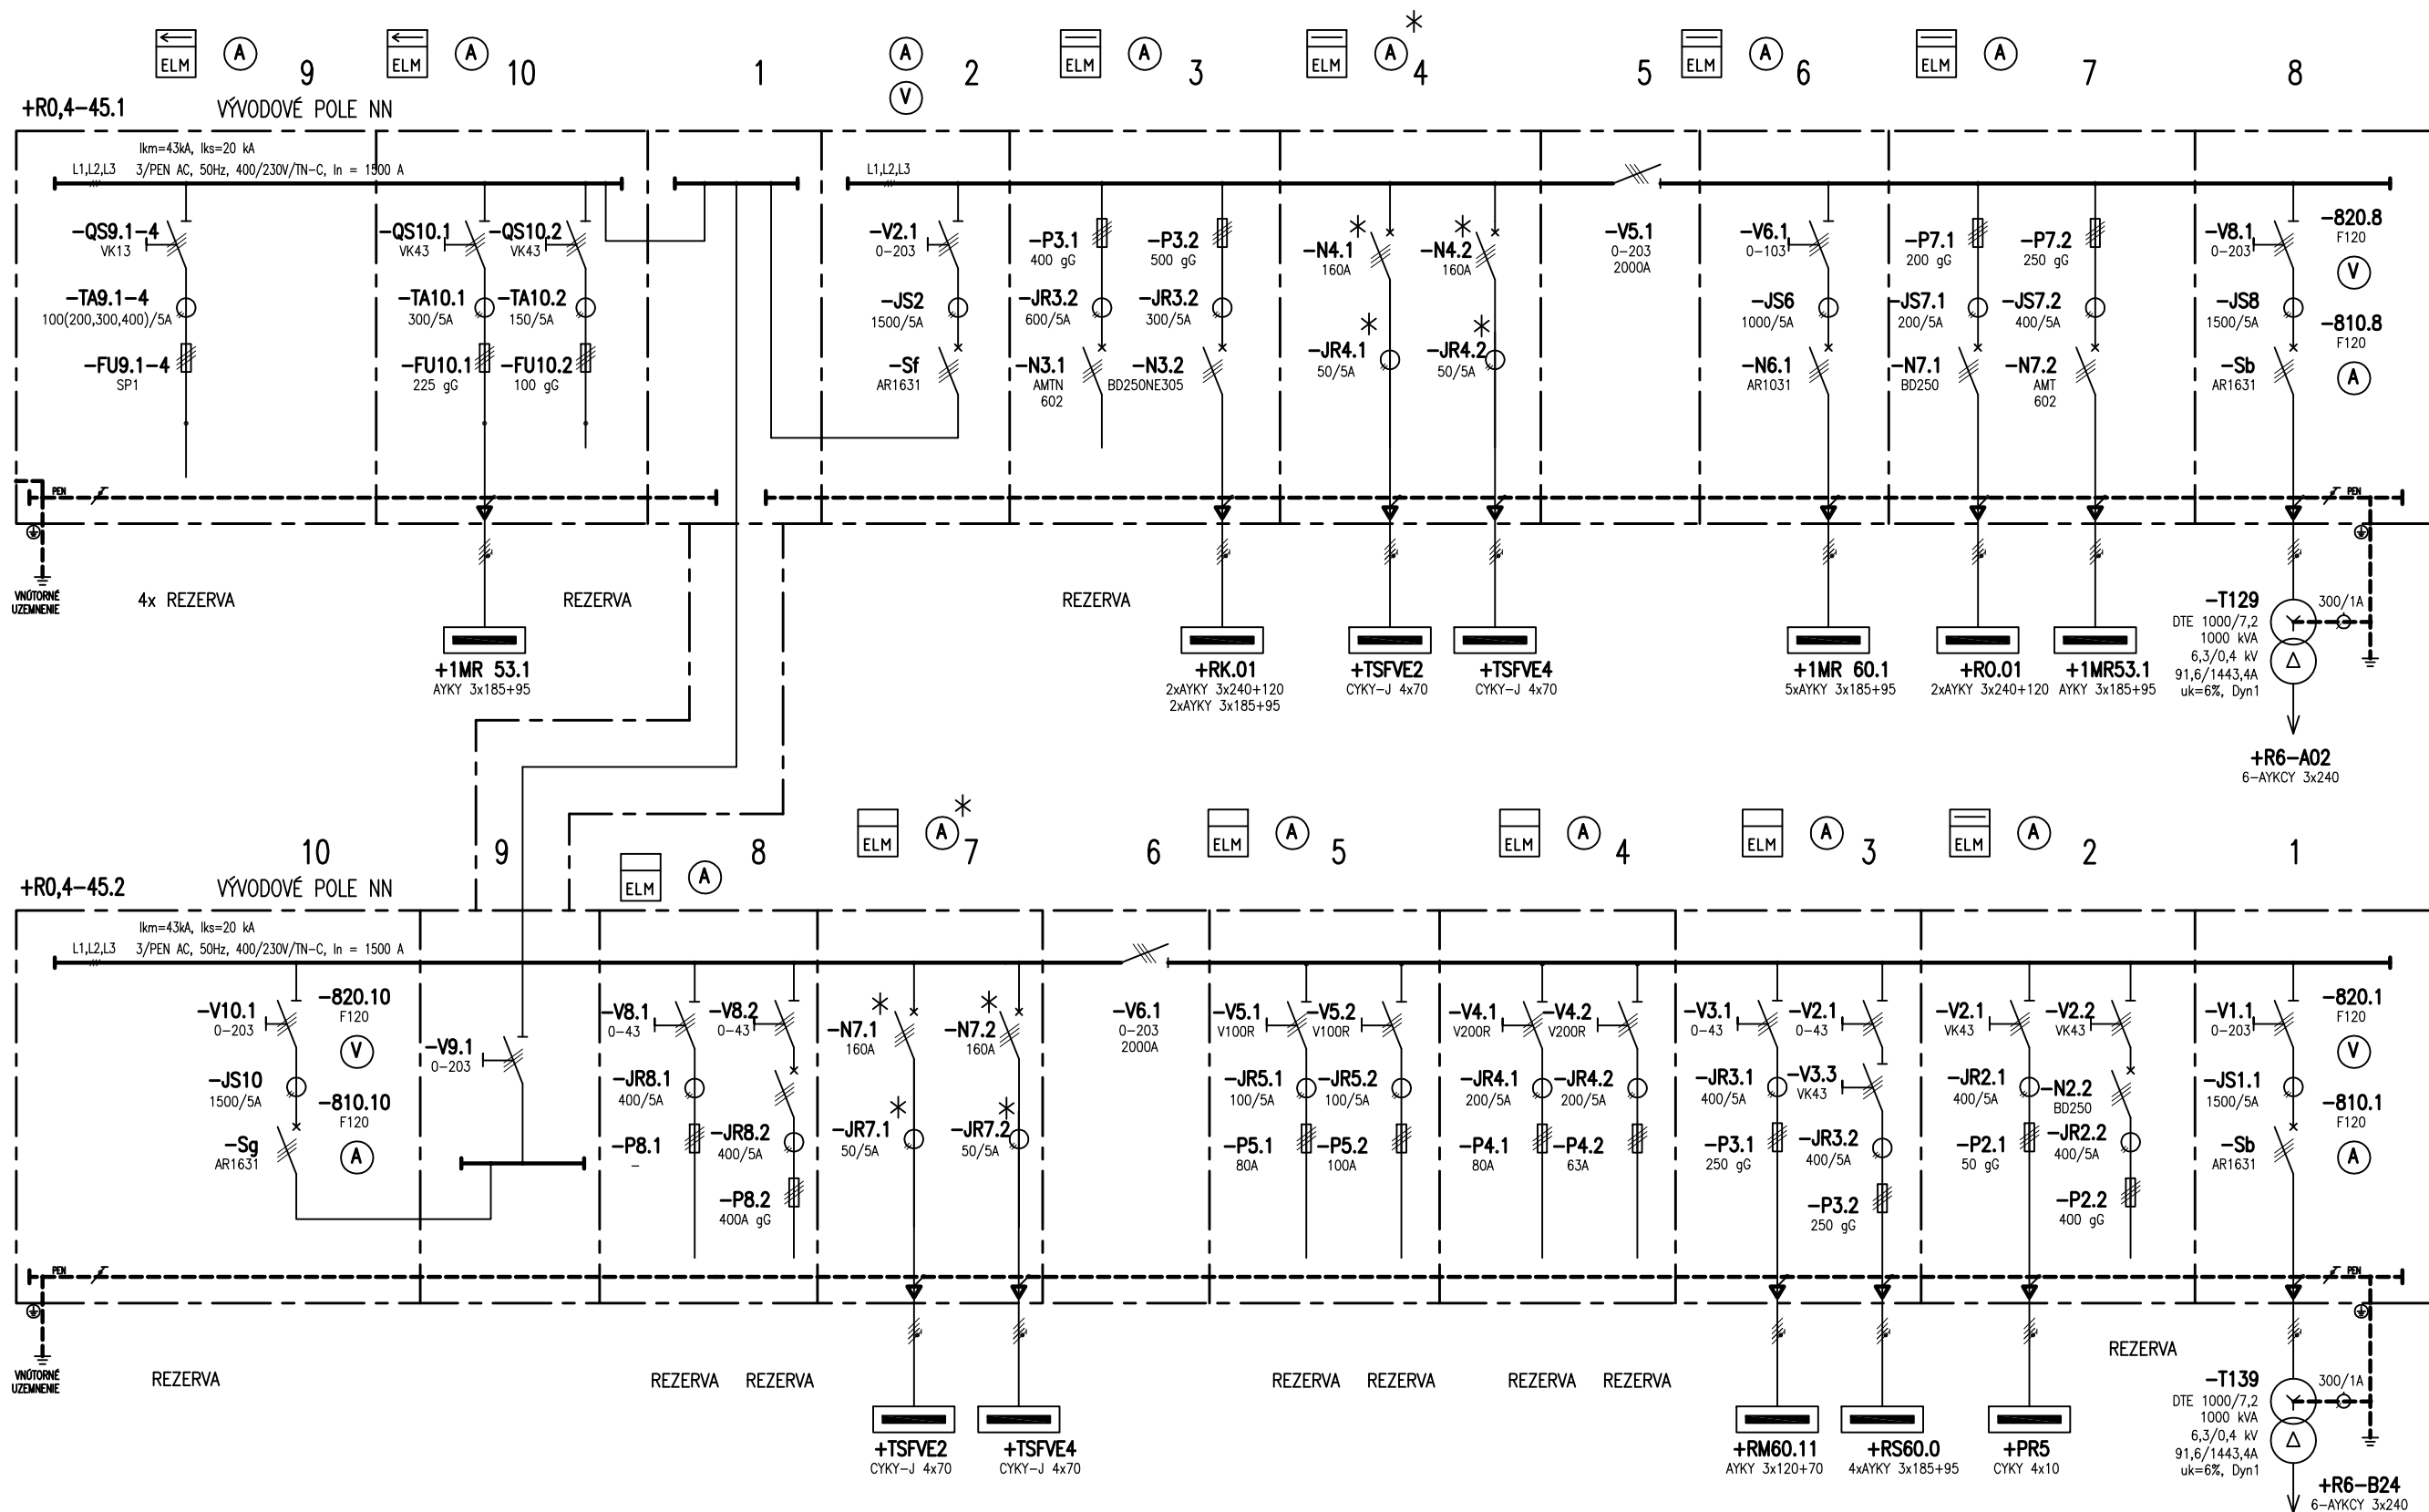 ELM A 9
ELM A 10
1
A V 2
ELM A 3
ELM A * 4
5
ELM A 6
ELM A 7
8
+R0,4-45.1
VÝVODOVÉ POLE NN
Ikm=43kA, Iks=20 kA
L1,L2,L3 3/PEN AC, 50Hz, 400/230V/TN-C, In = 1500 A
L1,L2,L3
-QS9.1-4
VK13
-TA9.1-4
100(200,300,400)/5A
-FU9.1-4
SP1
-QS10.1
VK43
-TA10.1
300/5A
-FU10.1
225 gG
-QS10.2
VK43
-TA10.2
150/5A
-FU10.2
100 gG
-V2.1
0-203
-JS2
1500/5A
-Sf
AR1631
-P3.1
400 gG
-JR3.2
600/5A
-N3.1
AMTN
602
-P3.2
500 gG
-JR3.2
300/5A
-N3.2
BD250NE305
*
-N4.1
160A
*
-JR4.1
50/5A
*
-N4.2
160A
*
-JR4.2
50/5A
-V5.1
0-203
2000A
-V6.1
0-103
-JS6
1000/5A
-N6.1
AR1031
-P7.1
200 gG
-JS7.1
200/5A
-N7.1
BD250
-P7.2
250 gG
-JS7.2
400/5A
-N7.2
AMT
602
-V8.1
0-203
-JS8
1500/5A
-Sb
AR1631
-820.8
F120
V
-810.8
F120
A
PEN
PEN
VNÚTORNÉ
UZEMNENIE
4x REZERVA
REZERVA
REZERVA
+1MR 53.1
AYKY 3x185+95
+RK.01
2xAYKY 3x240+120
2xAYKY 3x185+95
+TSFVE2
CYKY-J 4x70
+TSFVE4
CYKY-J 4x70
+1MR 60.1
5xAYKY 3x185+95
+RO.01
2xAYKY 3x240+120
+1MR53.1
AYKY 3x185+95
-T129
DTE 1000/7,2
1000 kVA
6,3/0,4 kV
91,6/1443,4A
uk=6%, Dyn1
300/1A
+R6-A02
6-AYKCY 3x240
10
9
ELM A 8
ELM A * 7
6
ELM A 5
ELM A 4
ELM A 3
ELM A 2
1
+R0,4-45.2
VÝVODOVÉ POLE NN
Ikm=43kA, Iks=20 kA
L1,L2,L3 3/PEN AC, 50Hz, 400/230V/TN-C, In = 1500 A
-V10.1
0-203
-JS10
1500/5A
-Sg
AR1631
-820.10
F120
V
-810.10
F120
A
-V9.1
0-203
-V8.1
0-43
-JR8.1
400/5A
-P8.1
-
-V8.2
0-43
-JR8.2
400/5A
-P8.2
400A gG
*
-N7.1
160A
*
-JR7.1
50/5A
*
-N7.2
160A
*
-JR7.2
50/5A
-V6.1
0-203
2000A
-V5.1
V100R
-JR5.1
100/5A
-P5.1
80A
-V5.2
V100R
-JR5.2
100/5A
-P5.2
100A
-V4.1
V200R
-JR4.1
200/5A
-P4.1
80A
-V4.2
V200R
-JR4.2
200/5A
-P4.2
63A
-V3.1
0-43
-JR3.1
400/5A
-P3.1
250 gG
-V2.1
0-43
-V3.3
VK43
-JR3.2
400/5A
-P3.2
250 gG
-V2.1
VK43
-JR2.1
400/5A
-P2.1
50 gG
-V2.2
VK43
-N2.2
BD250
-JR2.2
400/5A
-P2.2
400 gG
-V1.1
0-203
-JS1.1
1500/5A
-Sb
AR1631
-820.1
F120
V
-810.1
F120
A
PEN
PEN
VNÚTORNÉ
UZEMNENIE
REZERVA
REZERVA
REZERVA
REZERVA
REZERVA
REZERVA
REZERVA
REZERVA
+TSFVE2
CYKY-J 4x70
+TSFVE4
CYKY-J 4x70
+RM60.11
AYKY 3x120+70
+RS60.0
4xAYKY 3x185+95
+PR5
CYKY 4x10
-T139
DTE 1000/7,2
1000 kVA
6,3/0,4 kV
91,6/1443,4A
uk=6%, Dyn1
300/1A
+R6-B24
6-AYKCY 3x240